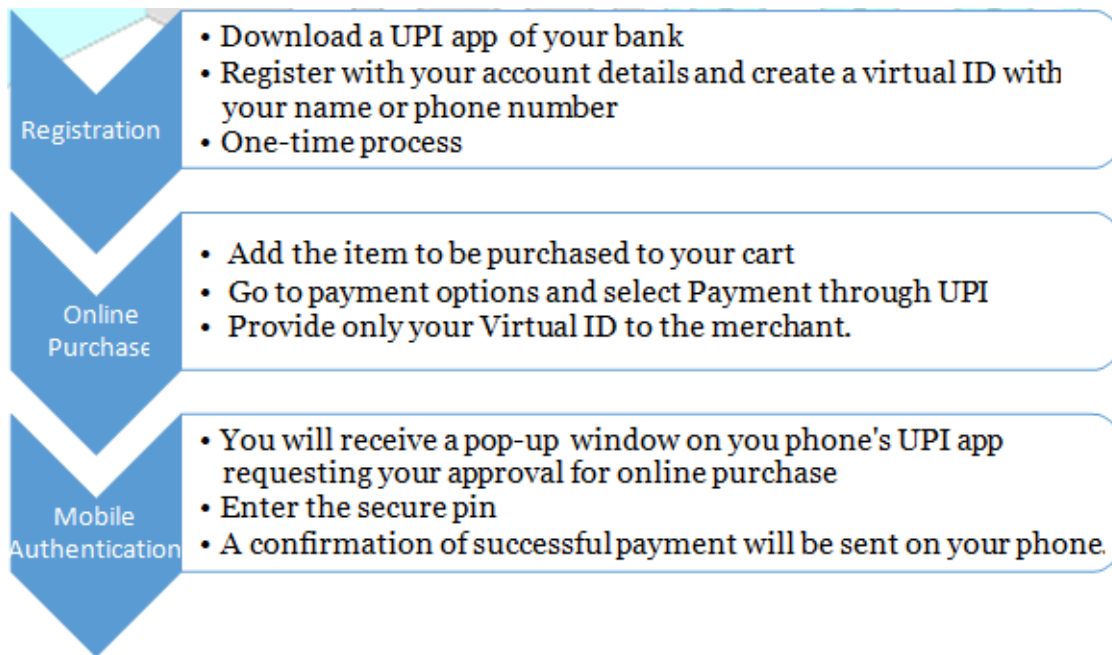 Registration
• Download a UPI app of your bank
• Register with your account details and create a virtual ID with
your name or phone number
• One-time process
Online
Purchase
• Add the item to be purchased to your cart
• Go to payment options and select Payment through UPI
• Provide only your Virtual ID to the merchant.
Mobile
Authentication
• You will receive a pop-up window on you phone's UPI app
requesting your approval for online purchase
• Enter the secure pin
• A confirmation of successful payment will be sent on your phone.